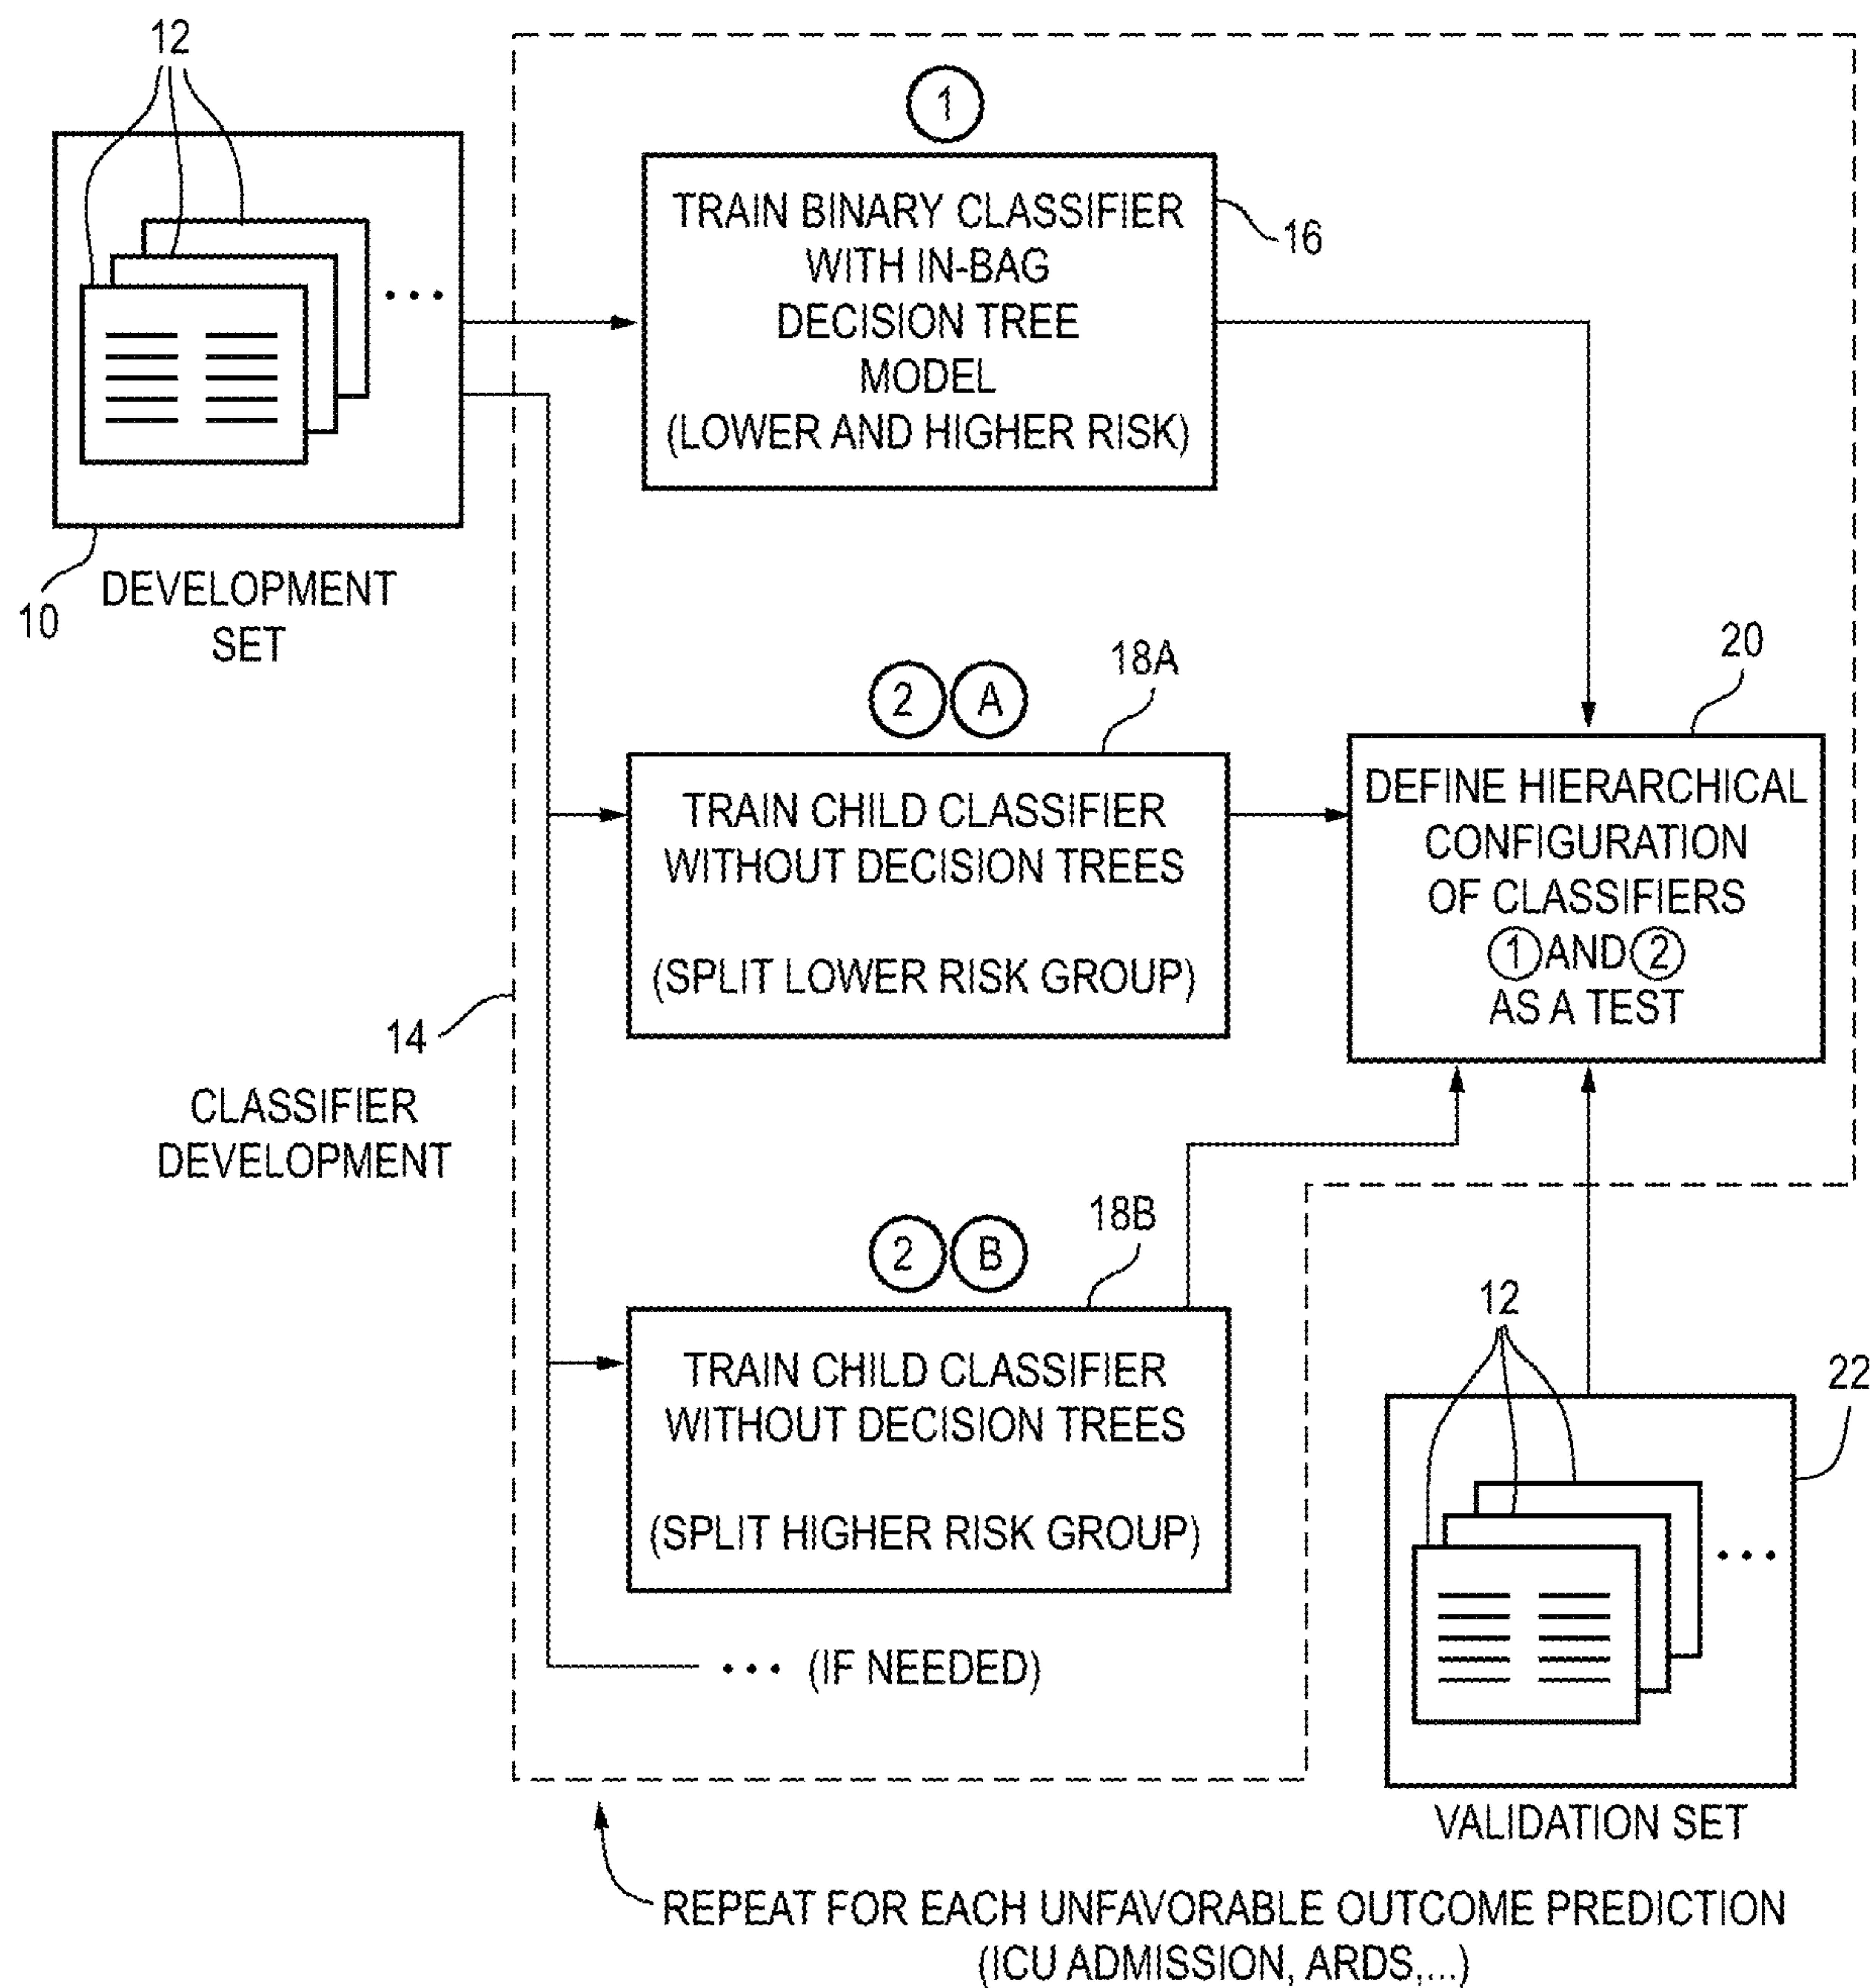 12
1
TRAIN BINARY CLASSIFIER
WITH IN-BAG
DECISION TREE
MODEL
(LOWER AND HIGHER RISK)
16
10
DEVELOPMENT
SET
2 A
18A
TRAIN CHILD CLASSIFIER
WITHOUT DECISION TREES
(SPLIT LOWER RISK GROUP)
20
DEFINE HIERARCHICAL
CONFIGURATION
OF CLASSIFIERS
1 AND 2
AS A TEST
14
CLASSIFIER
DEVELOPMENT
2 B
18B
TRAIN CHILD CLASSIFIER
WITHOUT DECISION TREES
(SPLIT HIGHER RISK GROUP)
••• (IF NEEDED)
12
22
VALIDATION SET
REPEAT FOR EACH UNFAVORABLE OUTCOME PREDICTION
(ICU ADMISSION, ARDS,...)